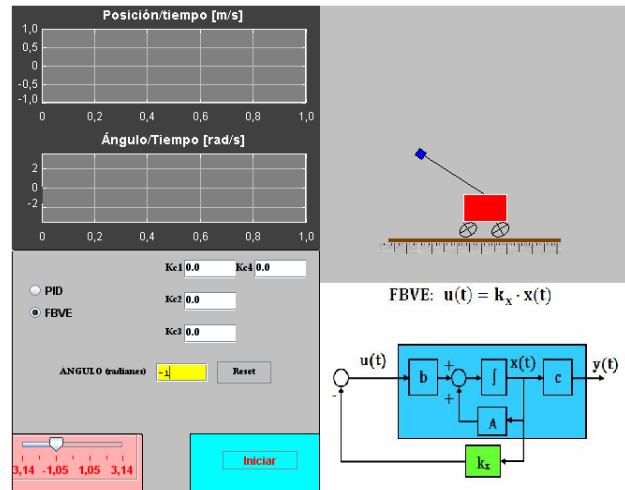 Posición/tiempo [m/s]
1,0
0,5
0
-0,5
-1,0
0 0,2 0,4 0,6 0,8 1,0
Ángulo/Tiempo [rad/s]
2
0
-2
0 0,2 0,4 0,6 0,8 1,0
Kc1 0.0 Kc4 0.0
PID
Kc2 0.0
FBVE
Kc3 0.0
ANGULO (radianes) -1 Reset
3,14 -1,05 1,05 3,14
Iniciar
FBVE: u(t) = kx · x(t)
u(t) b + ∫ x(t) c y(t)
- +
A
kx